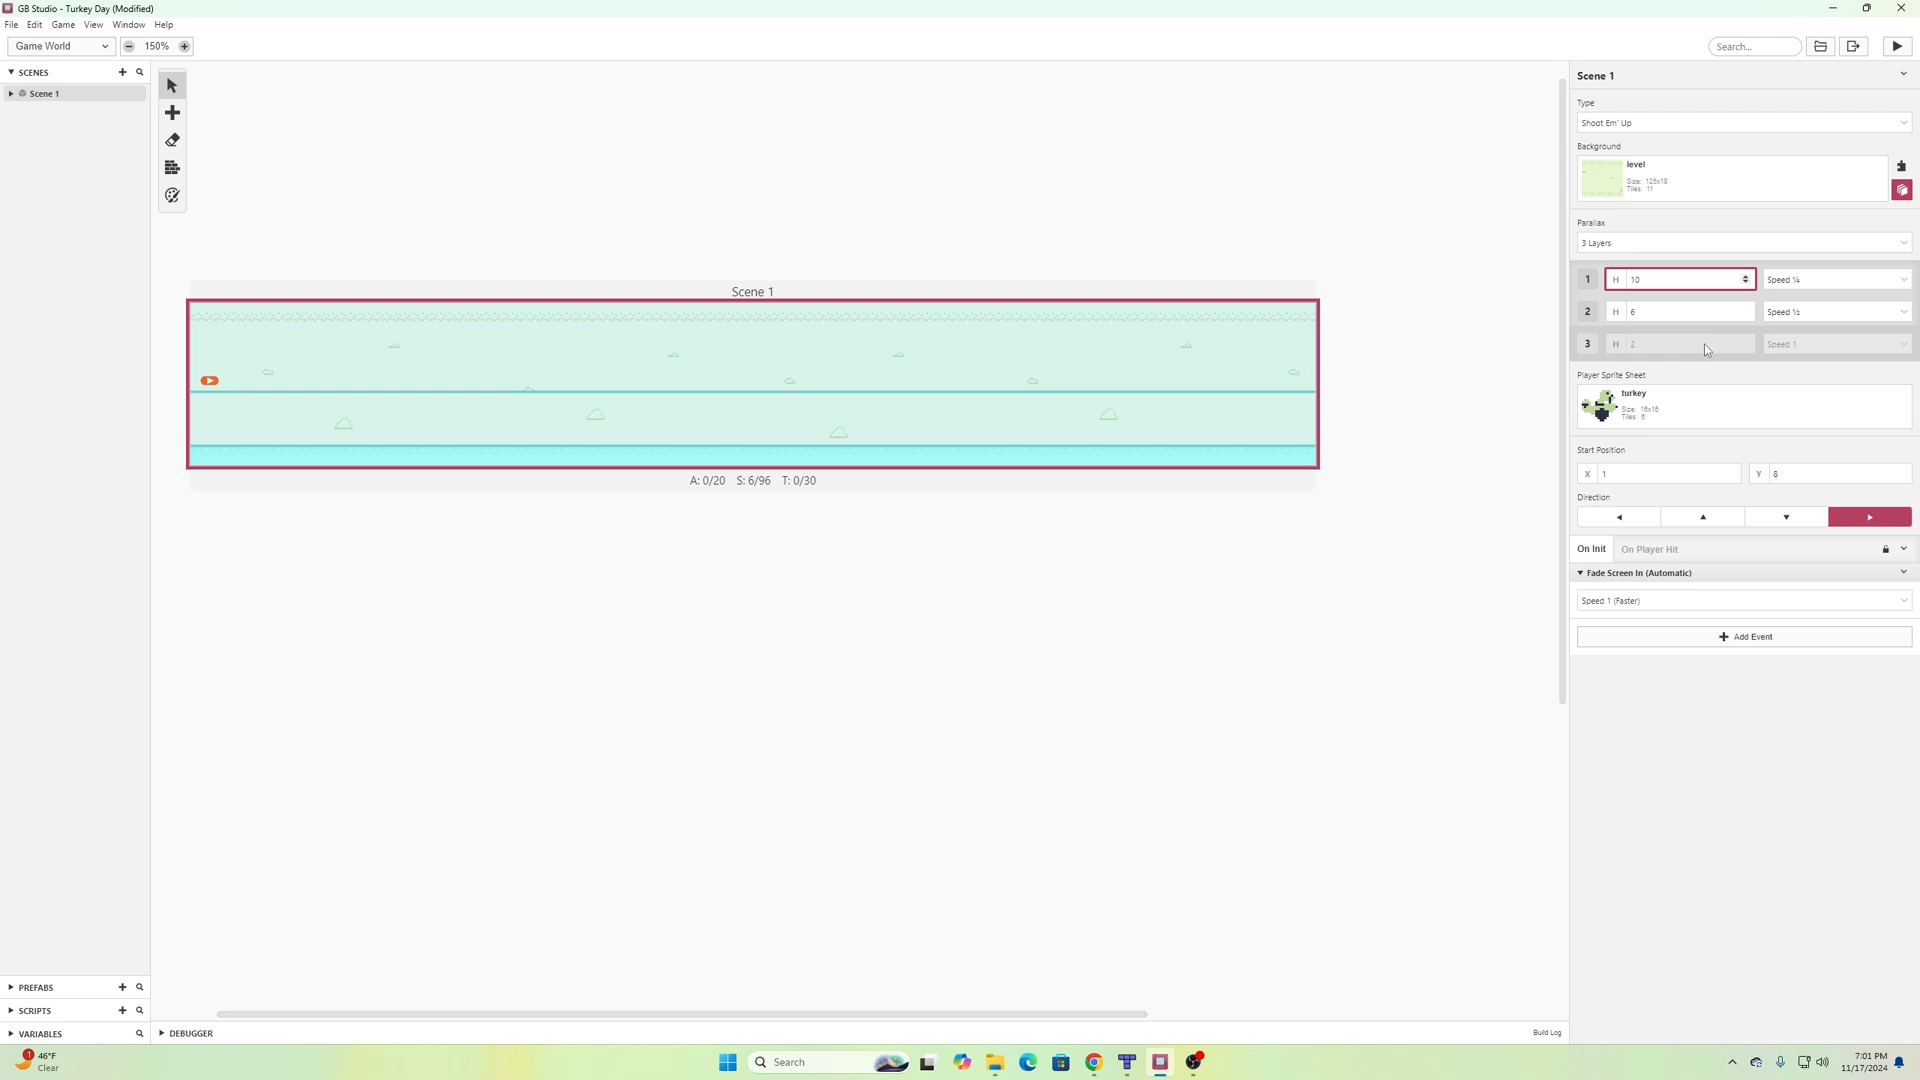 GB Studio - Turkey Day (Modified)
File Edit Game View Window Help
Game World 150% Search...
SCENES
Scene 1
Scene 1
A: 0/20 S: 6/96 T: 0/30
Scene 1
Type
Shoot Em' Up
Background
level
Size: 125x18
Tiles: 11
Parallax
3 Layers
1 H 10 Speed ¼
2 H 6 Speed ½
3 H 2 Speed 1
Player Sprite Sheet
turkey
Size: 16x16
Tiles: 6
Start Position
X 1 Y 8
Direction
On Init On Player Hit
Fade Screen In (Automatic)
Speed 1 (Faster)
Add Event
PREFABS
SCRIPTS
VARIABLES
DEBUGGER Build Log
1 46°F
Clear
Search
7:01 PM
11/17/2024